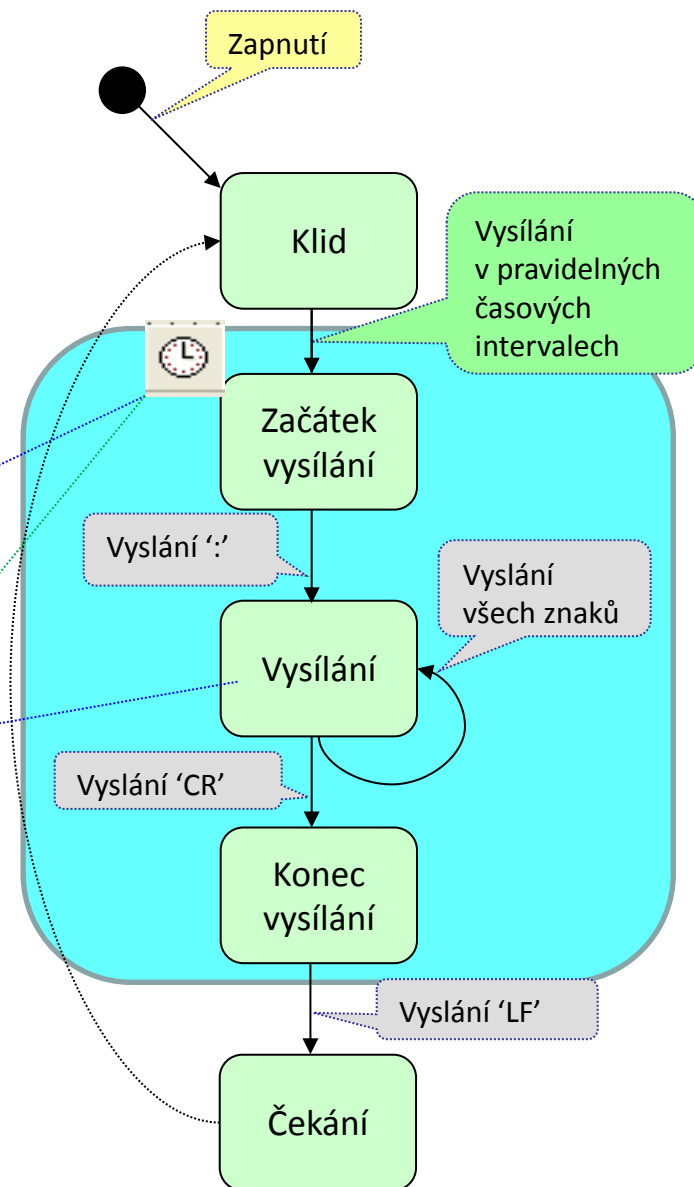 Zapnutí
Klid
Vysílání
v pravidelných
časových
intervalech
Začátek
vysílání
Vyslání ‘:’
Vyslání
všech znaků
Vysílání
Vyslání ‘CR’
Konec
vysílání
Vyslání ‘LF’
Čekání